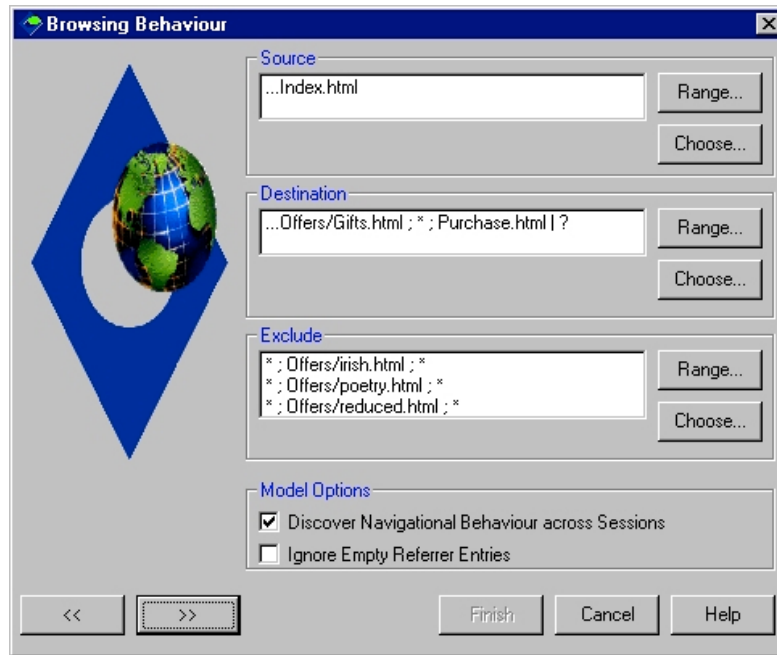 Browsing Behaviour
Source
...Index.html
Range...
Choose...
Destination
...Offers/Gifts.html ; * ; Purchase.html | ?
Range...
Choose...
Exclude
* ; Offers/irish.html ; *
* ; Offers/poetry.html ; *
* ; Offers/reduced.html ; *
Range...
Choose...
Model Options
Discover Navigational Behaviour across Sessions
Ignore Empty Referrer Entries
<< >> Finish Cancel Help